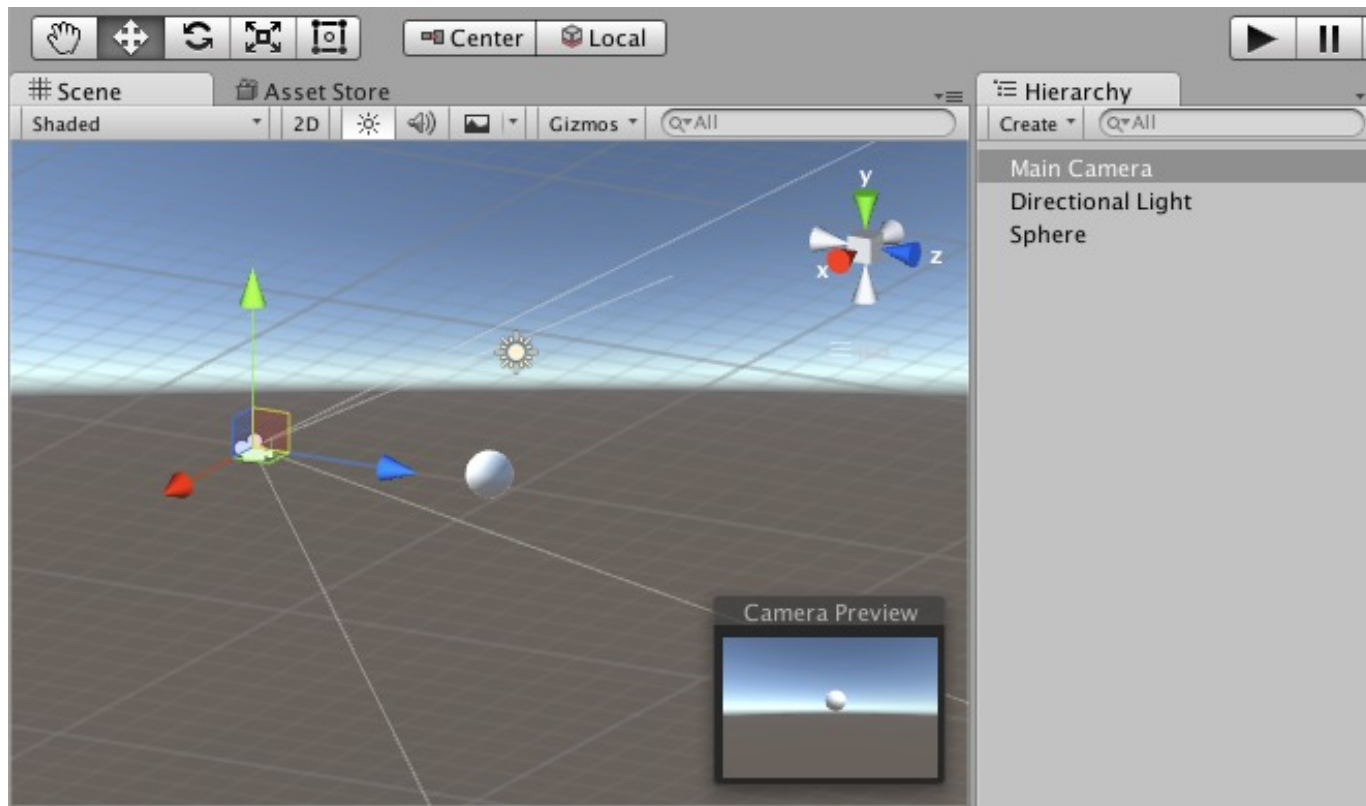 Center Local
Scene Asset Store Hierarchy
Shaded 2D Gizmos All Create All
y
x z
Main Camera
Directional Light
Sphere
Camera Preview